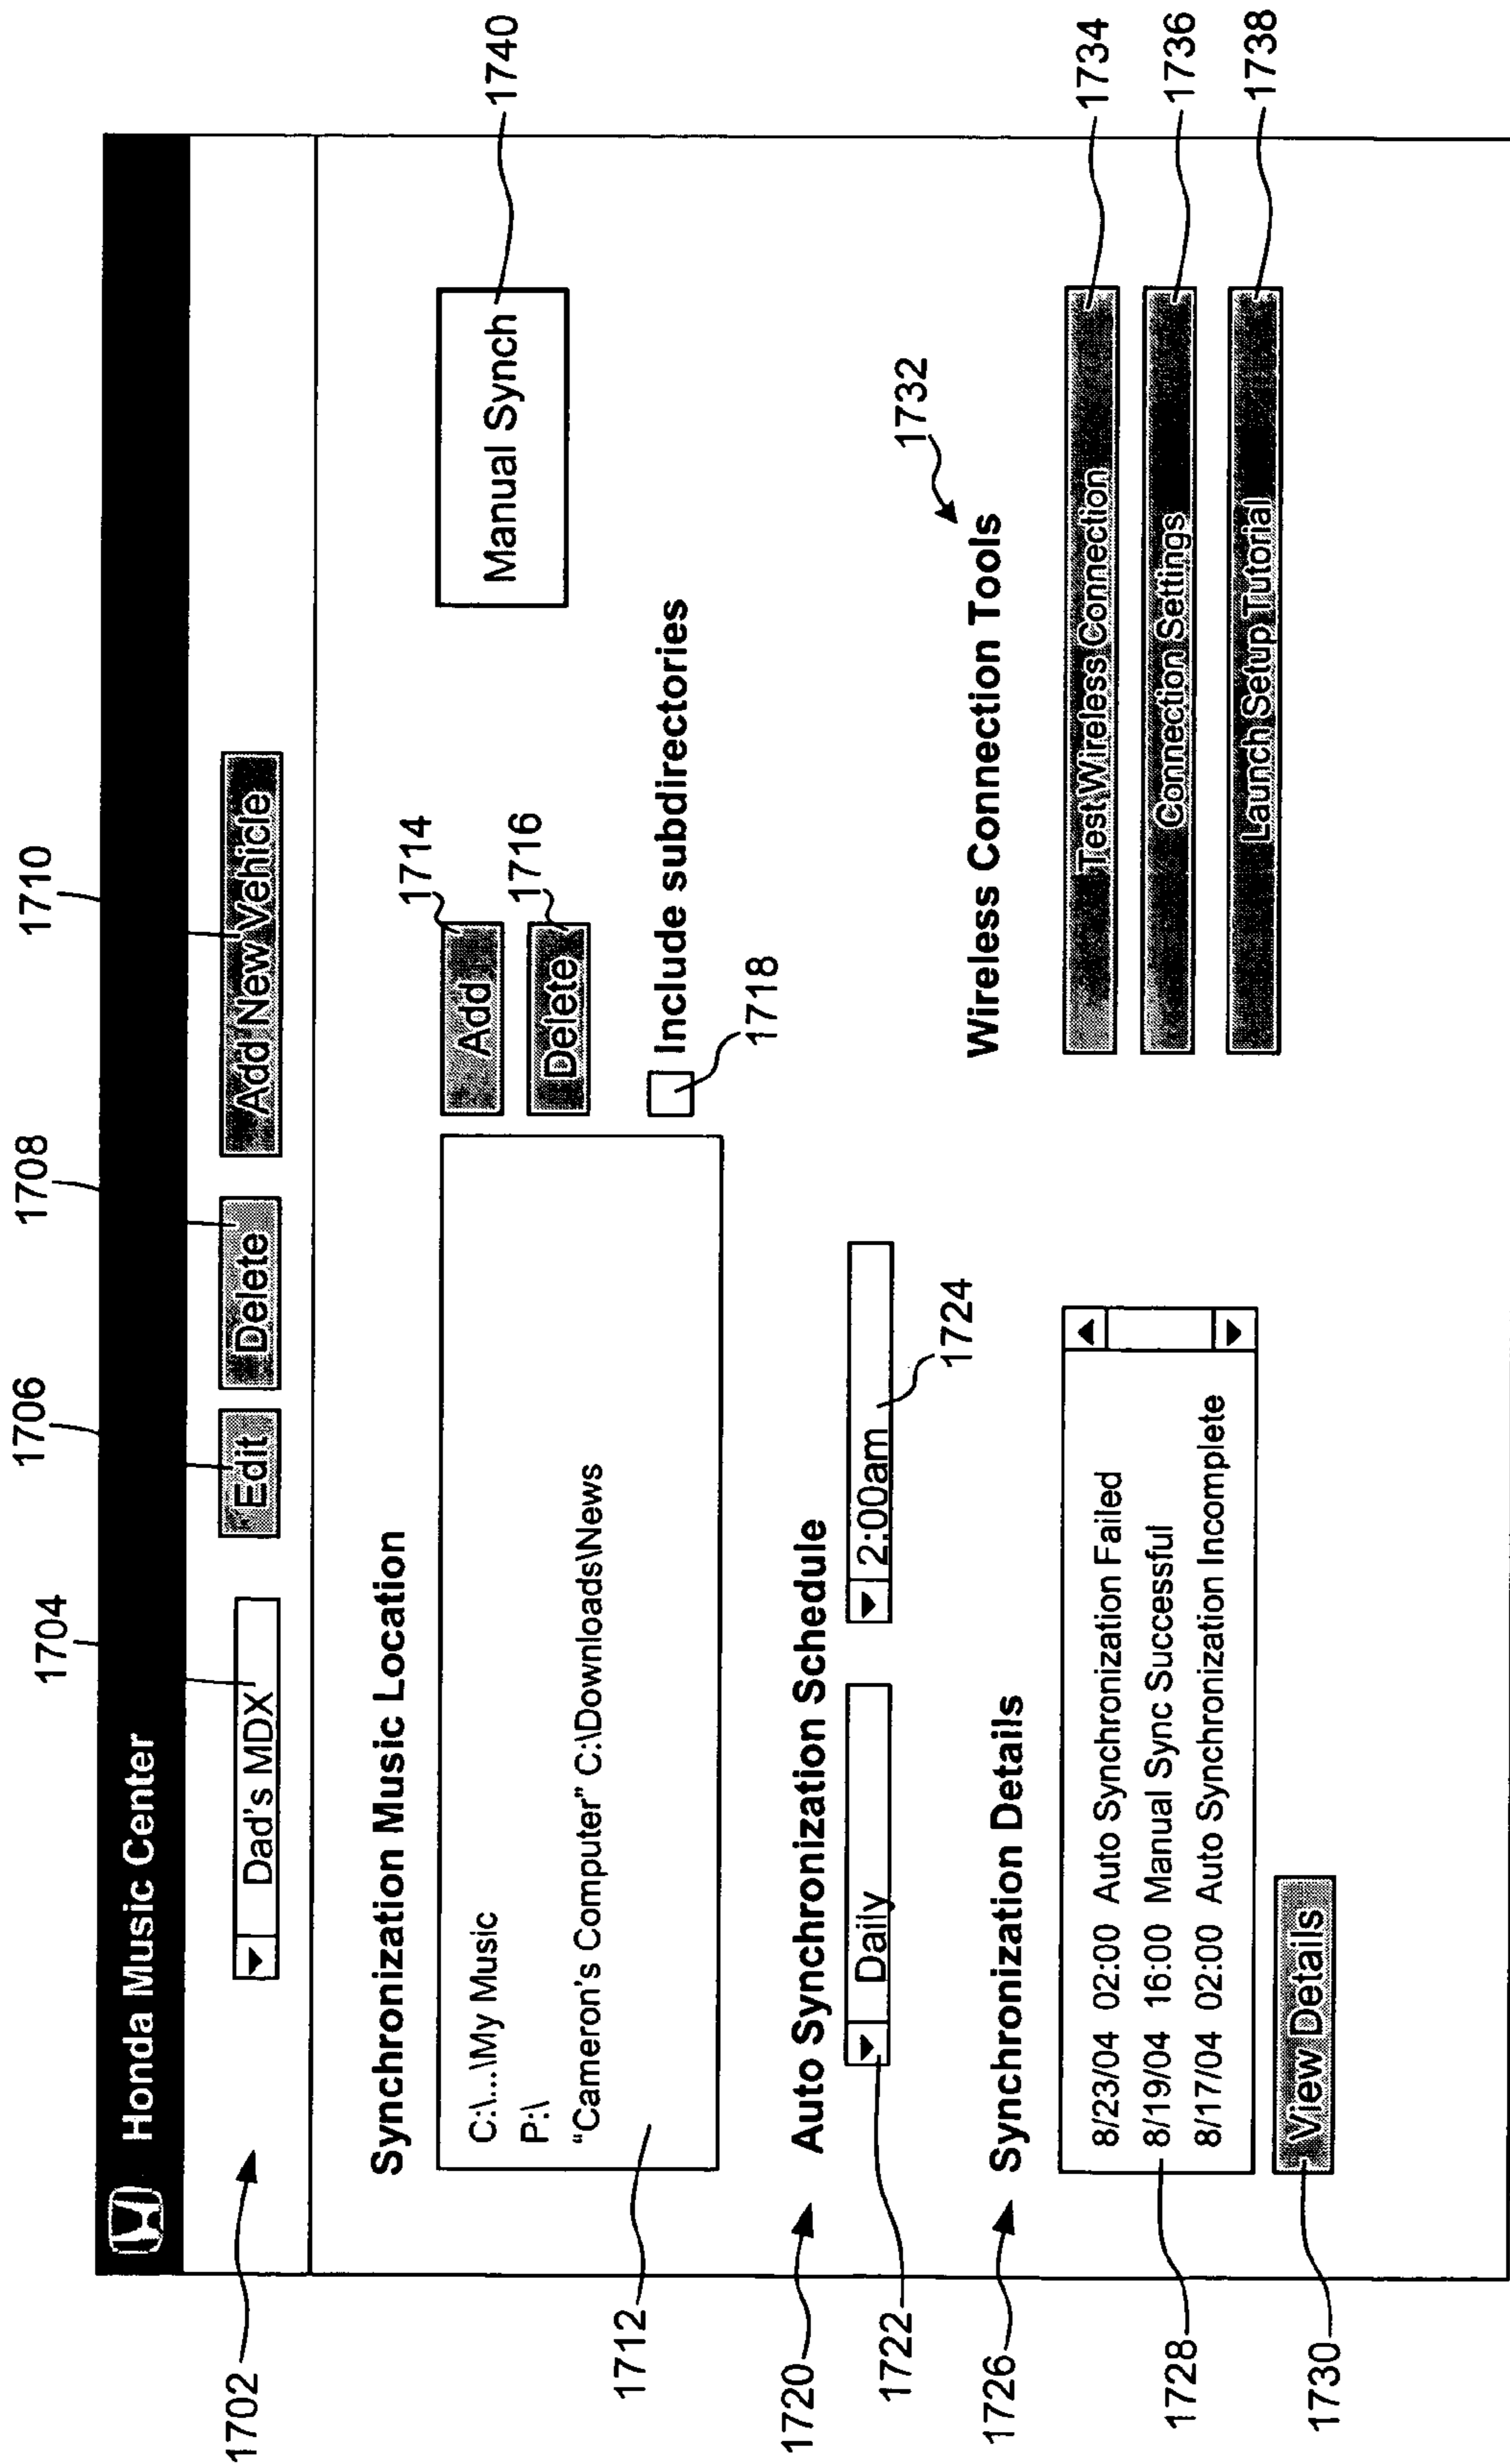 1704
1706
1708
1710
Honda Music Center
1702
Dad's MDX
Edit
Delete
Add New Vehicle
Synchronization Music Location
C:\...\My Music
P:\
“Cameron's Computer” C:\Downloads\News
1712
Add
1714
Delete
1716
Include subdirectories
1718
Manual Synch
1740
1720
Auto Synchronization Schedule
Daily
1722
2:00am
1724
1726
Synchronization Details
8/23/04 02:00 Auto Synchronization Failed
8/19/04 16:00 Manual Sync Successful
8/17/04 02:00 Auto Synchronization Incomplete
1728
View Details
1730
Wireless Connection Tools
1732
Test Wireless Connection
1734
Connection Settings
1736
Launch Setup Tutorial
1738